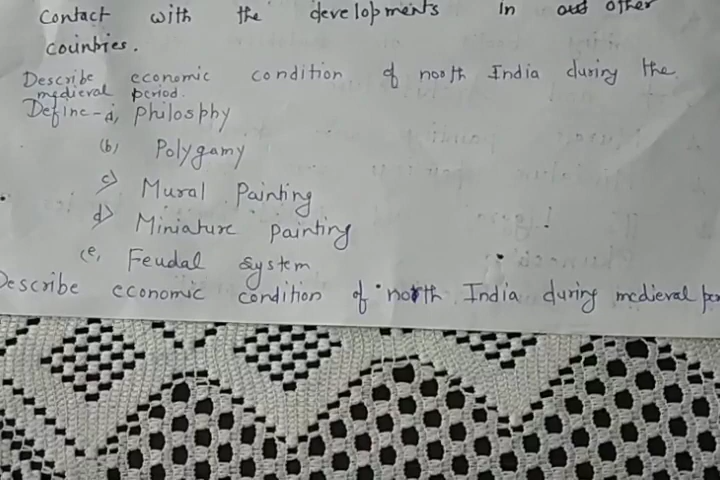 contact with the developments in other
countries.
Describe economic condition of north India during the
medieval period.
Define - a, Philosphy
(b) Polygamy
c) Mural Painting
d) Miniature painting
(e, Feudal System
Describe economic condition of north India during medieval